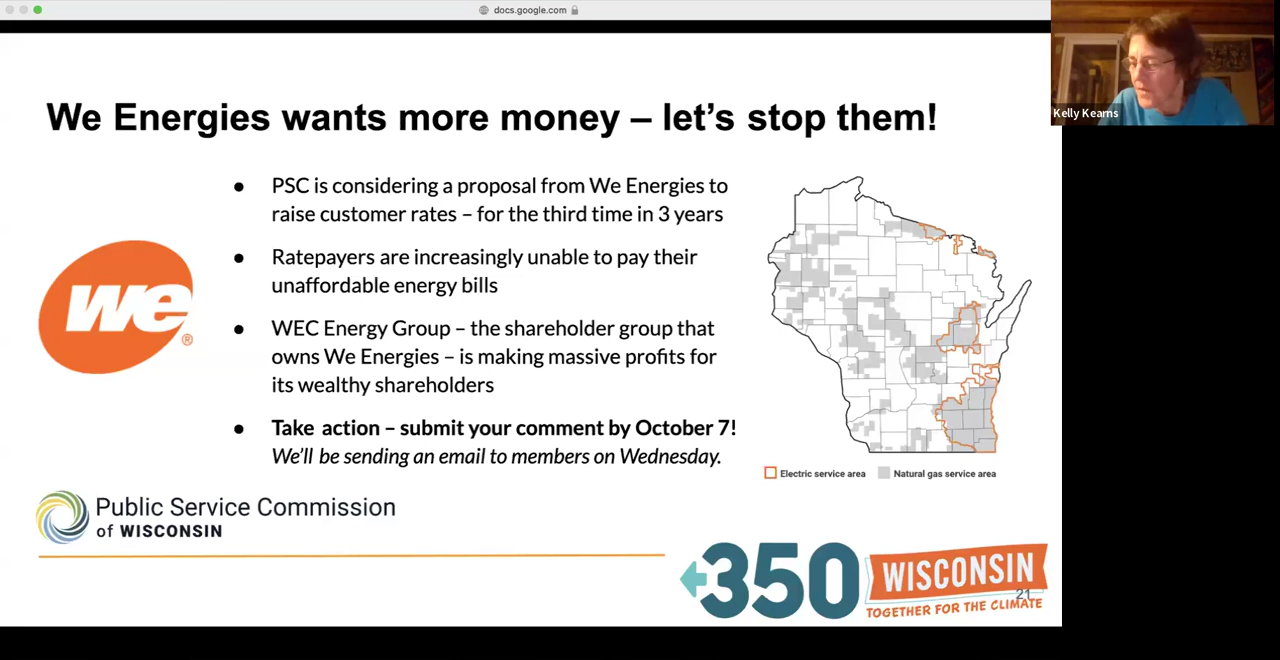 docs.google.com
We Energies wants more money – let's stop them!
● PSC is considering a proposal from We Energies to
raise customer rates – for the third time in 3 years
● Ratepayers are increasingly unable to pay their
unaffordable energy bills
● WEC Energy Group – the shareholder group that
owns We Energies – is making massive profits for
its wealthy shareholders
● Take action – submit your comment by October 7!
We'll be sending an email to members on Wednesday.
we®
Electric service area
Natural gas service area
Public Service Commission
of WISCONSIN
350
WISCONSIN
TOGETHER FOR THE CLIMATE
21
Kelly Kearns